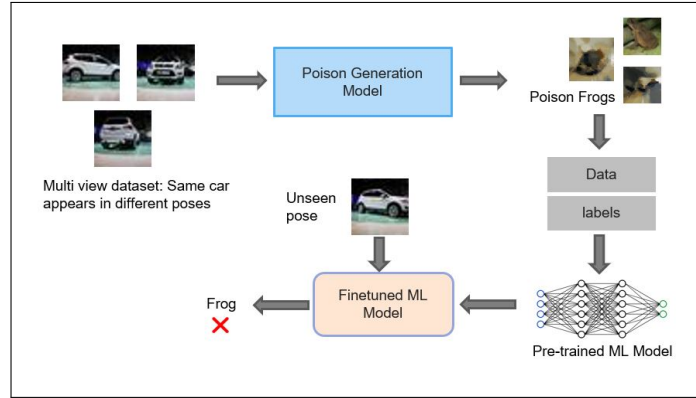 Poison Generation
Model
Poison Frogs
Multi view dataset: Same car
appears in different poses
Data
labels
Unseen
pose
Frog
Finetuned ML
Model
Pre-trained ML Model